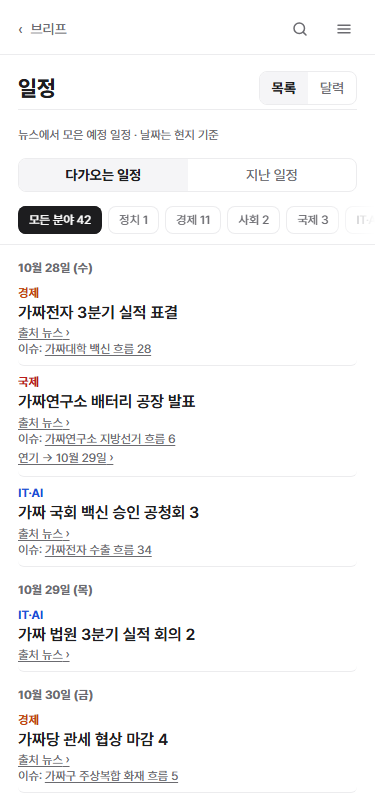 ‹ 브리프
일정
목록 달력
뉴스에서 모은 예정 일정 · 날짜는 현지 기준
다가오는 일정 지난 일정
모든 분야 42 정치 1 경제 11 사회 2 국제 3 IT·A
10월 28일 (수)
경제
가짜전자 3분기 실적 표결
출처 뉴스 ›
이슈: 가짜대학 백신 흐름 28
국제
가짜연구소 배터리 공장 발표
출처 뉴스 ›
이슈: 가짜연구소 지방선거 흐름 6
연기 → 10월 29일 ›
IT·AI
가짜 국회 백신 승인 공청회 3
출처 뉴스 ›
이슈: 가짜전자 수출 흐름 34
10월 29일 (목)
IT·AI
가짜 법원 3분기 실적 회의 2
출처 뉴스 ›
10월 30일 (금)
경제
가짜당 관세 협상 마감 4
출처 뉴스 ›
이슈: 가짜구 주상복합 화재 흐름 5